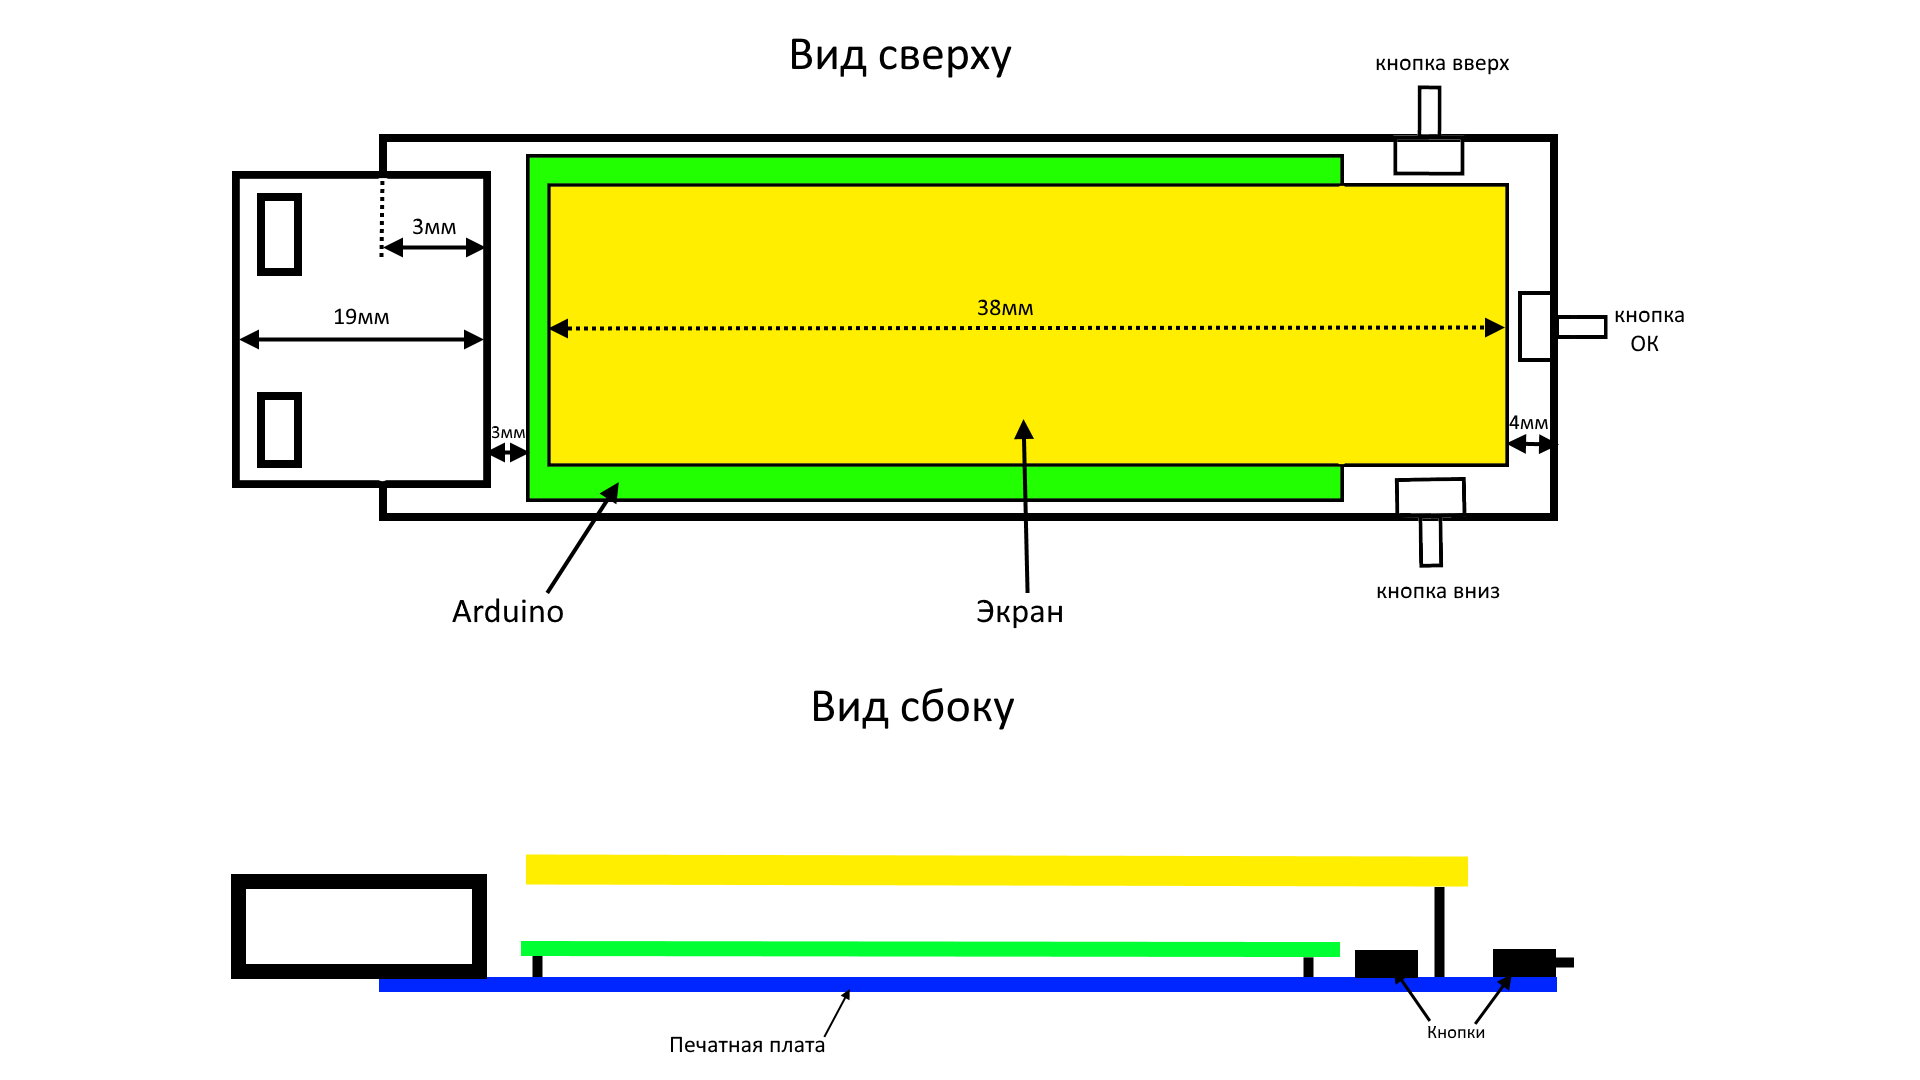 Вид сверху
кнопка вверх
3мм
19мм
38мм
кнопка
ОК
3мм
4мм
кнопка вниз
Arduino
Экран
Вид сбоку
Кнопки
Печатная плата